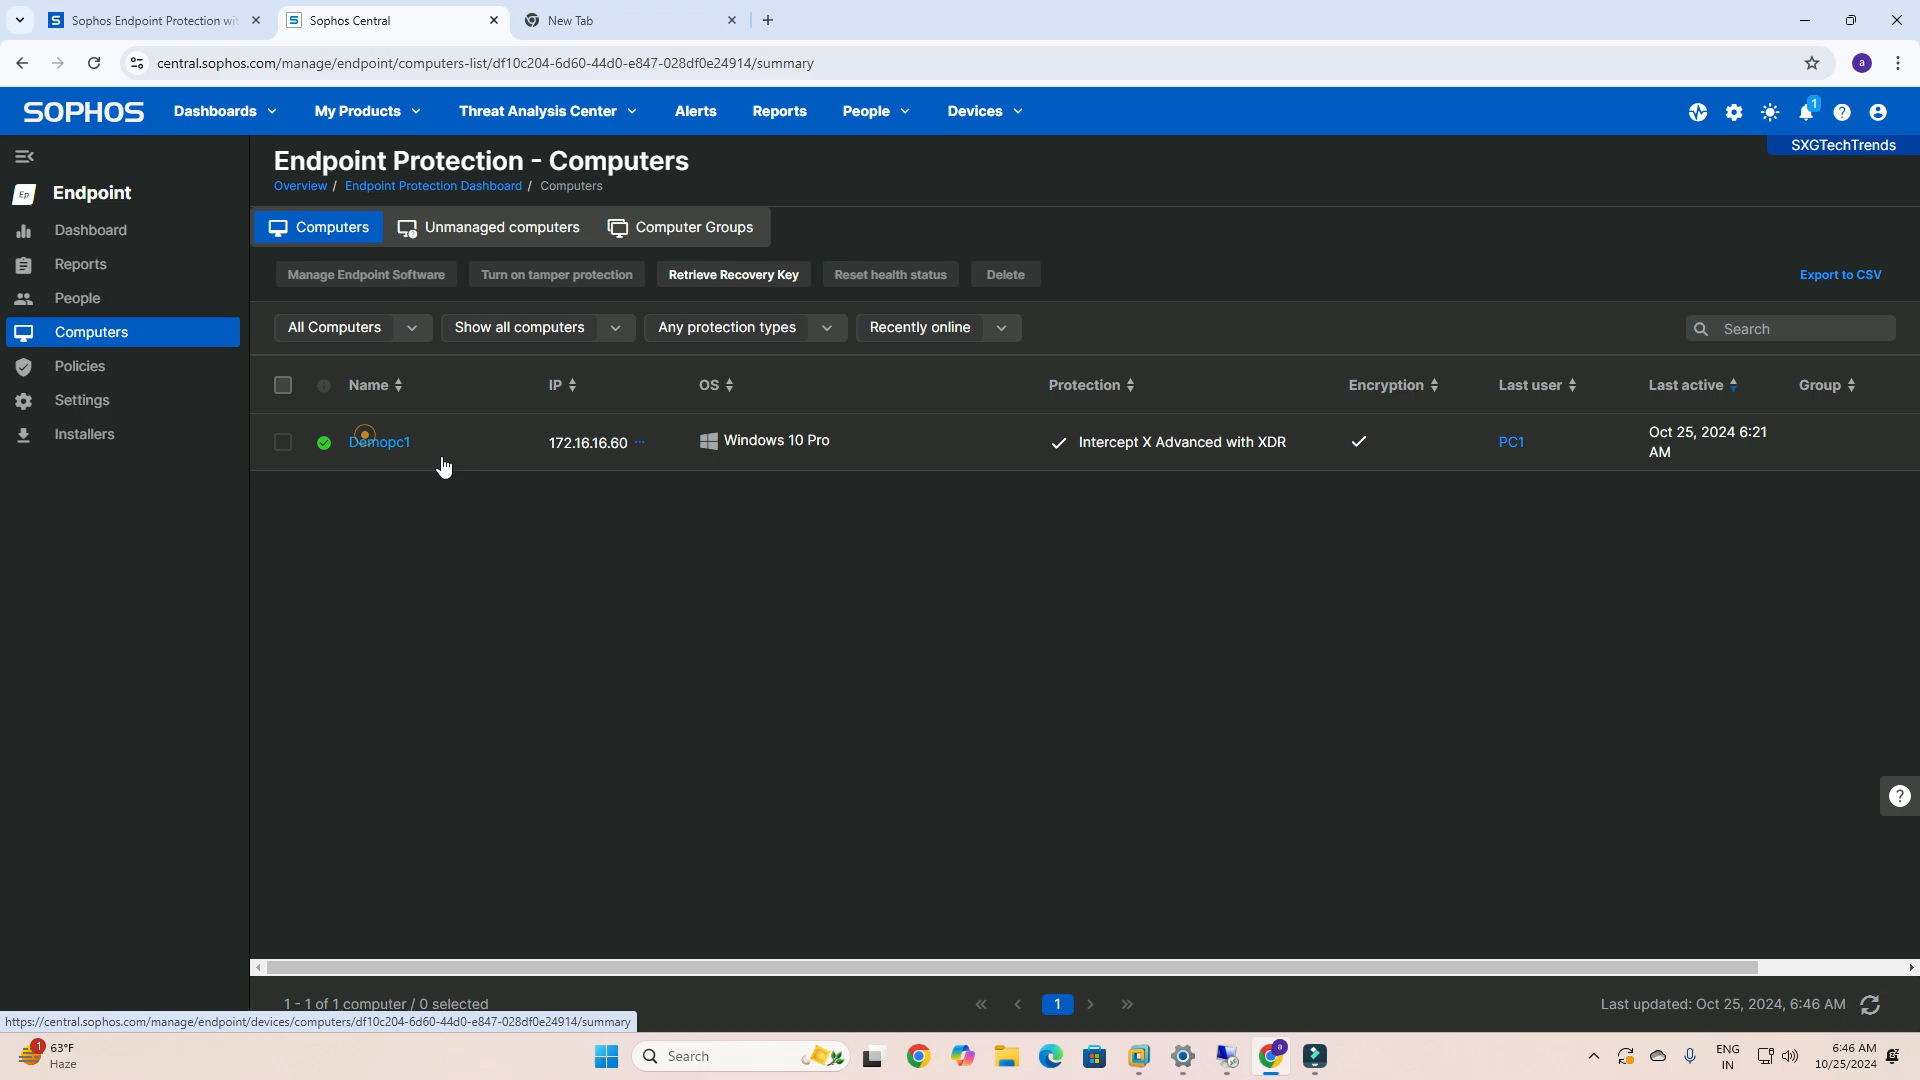 Sophos Endpoint Protection wi
Sophos Central
New Tab
central.sophos.com/manage/endpoint/computers-list/df10c204-6d60-44d0-e847-028df0e24914/summary
a
SOPHOS
Dashboards
My Products
Threat Analysis Center
Alerts
Reports
People
Devices
1
SXGTechTrends
Ep
Endpoint
Dashboard
Reports
People
Computers
Policies
Settings
Installers
Endpoint Protection - Computers
Overview / Endpoint Protection Dashboard / Computers
Computers
Unmanaged computers
Computer Groups
Manage Endpoint Software
Turn on tamper protection
Retrieve Recovery Key
Reset health status
Delete
Export to CSV
All Computers
Show all computers
Any protection types
Recently online
Search
Name
IP
OS
Protection
Encryption
Last user
Last active
Group
Demopc1
172.16.16.60 ...
Windows 10 Pro
Intercept X Advanced with XDR
PC1
Oct 25, 2024 6:21
AM
1 - 1 of 1 computer / 0 selected
1
Last updated: Oct 25, 2024, 6:46 AM
https://central.sophos.com/manage/endpoint/devices/computers/df10c204-6d60-44d0-e847-028df0e24914/summary
1
63°F
Haze
Search
a
ENG
IN
6:46 AM
10/25/2024